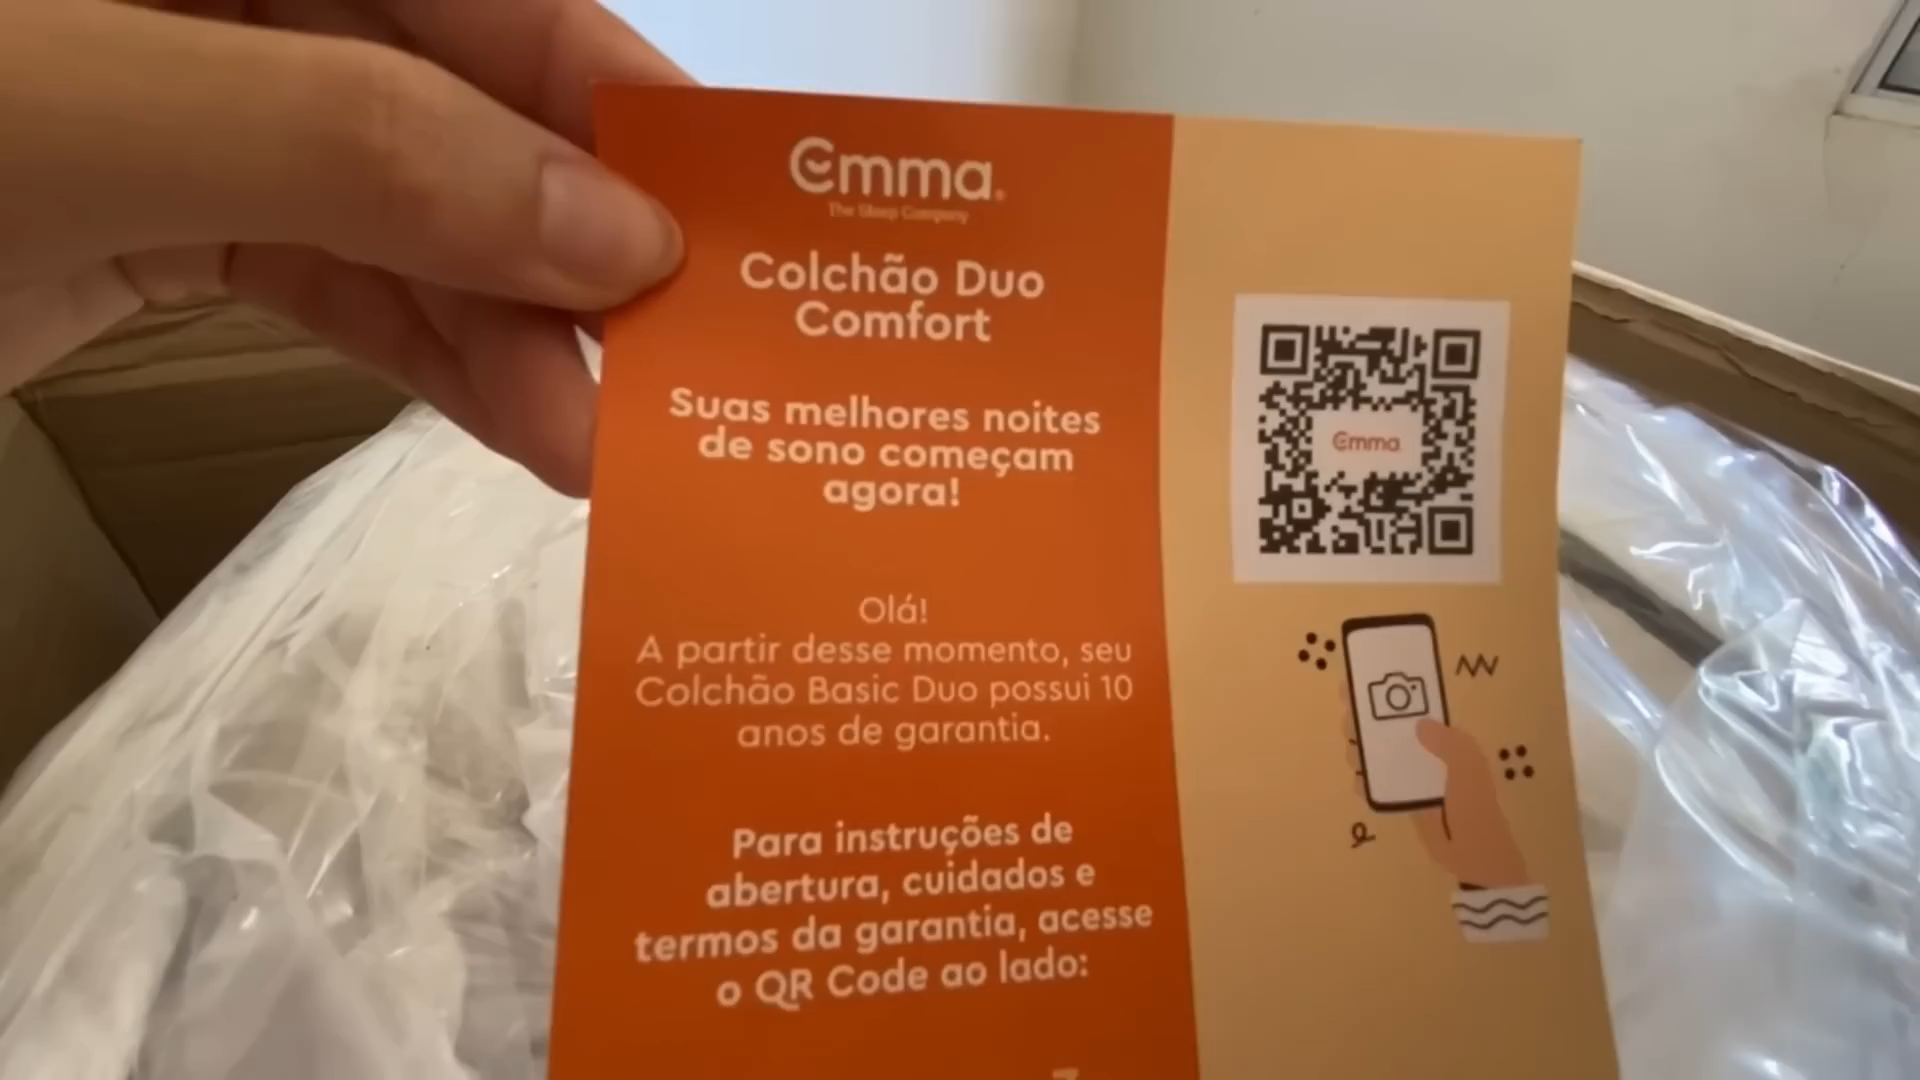 Emma
The Sleep Company
Colchão Duo
Comfort
Suas melhores noites
de sono começam
agora!
Olá!
A partir desse momento, seu
Colchão Basic Duo possui 10
anos de garantia.
Para instruções de
abertura, cuidados e
termos da garantia, acesse
o QR Code ao lado:
Emma